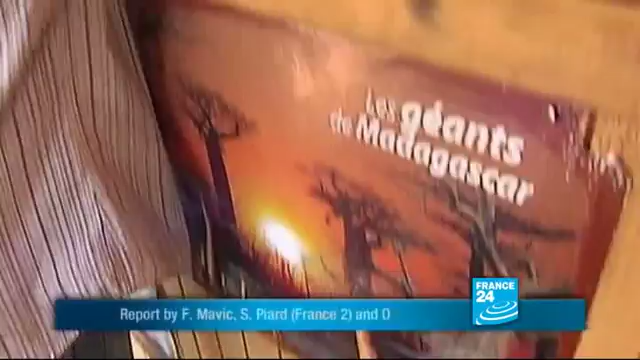 Les géants
de Madagascar
FRANCE
24
Report by F. Mavic, S. Piard (France 2) and D